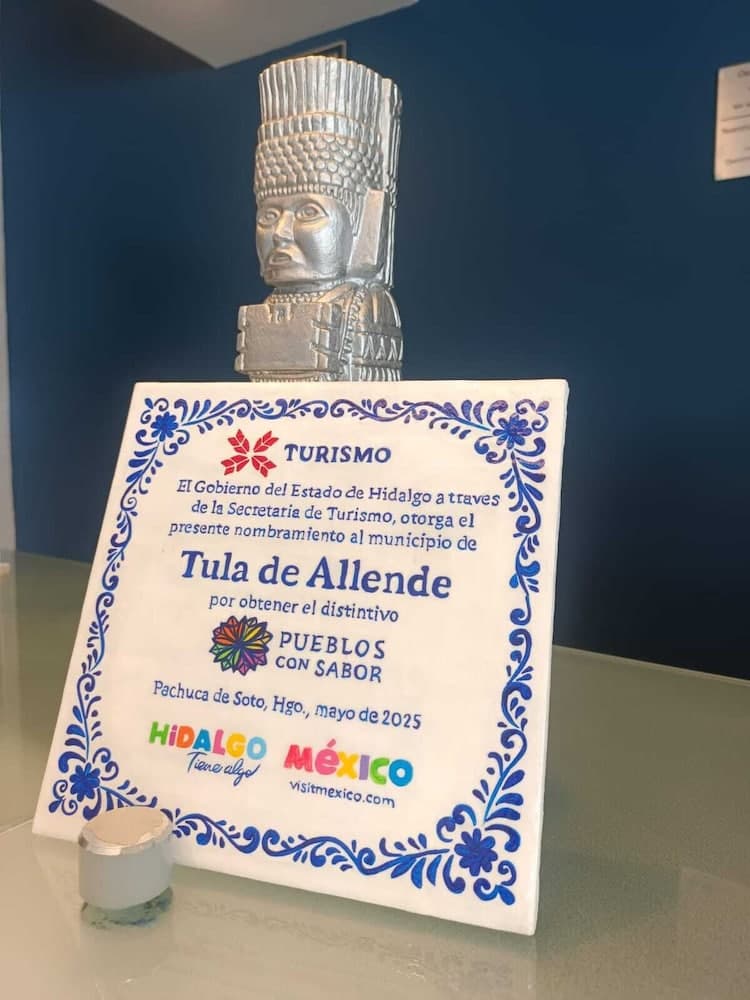 TURISMO
El Gobierno del Estado de Hidalgo a traves
de la Secretaria de Turismo, otorga el
presente nombramiento al municipio de
Tula de Allende
por obtener el distintivo
PUEBLOS
CON SABOR
Pachuca de Soto, Hgo., mayo de 2025
HiDALGO
Tiene algo
MéXICO
visitmexico.com